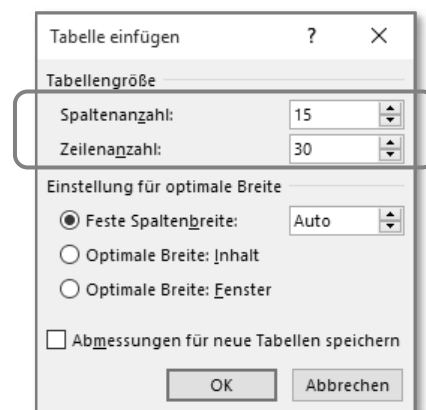 Tabelle einfügen ? ×
Tabellengröße
Spaltenanzahl: 15
Zeilenanzahl: 30
Einstellung für optimale Breite
Feste Spaltenbreite: Auto
Optimale Breite: Inhalt
Optimale Breite: Fenster
Abmessungen für neue Tabellen speichern
OK Abbrechen